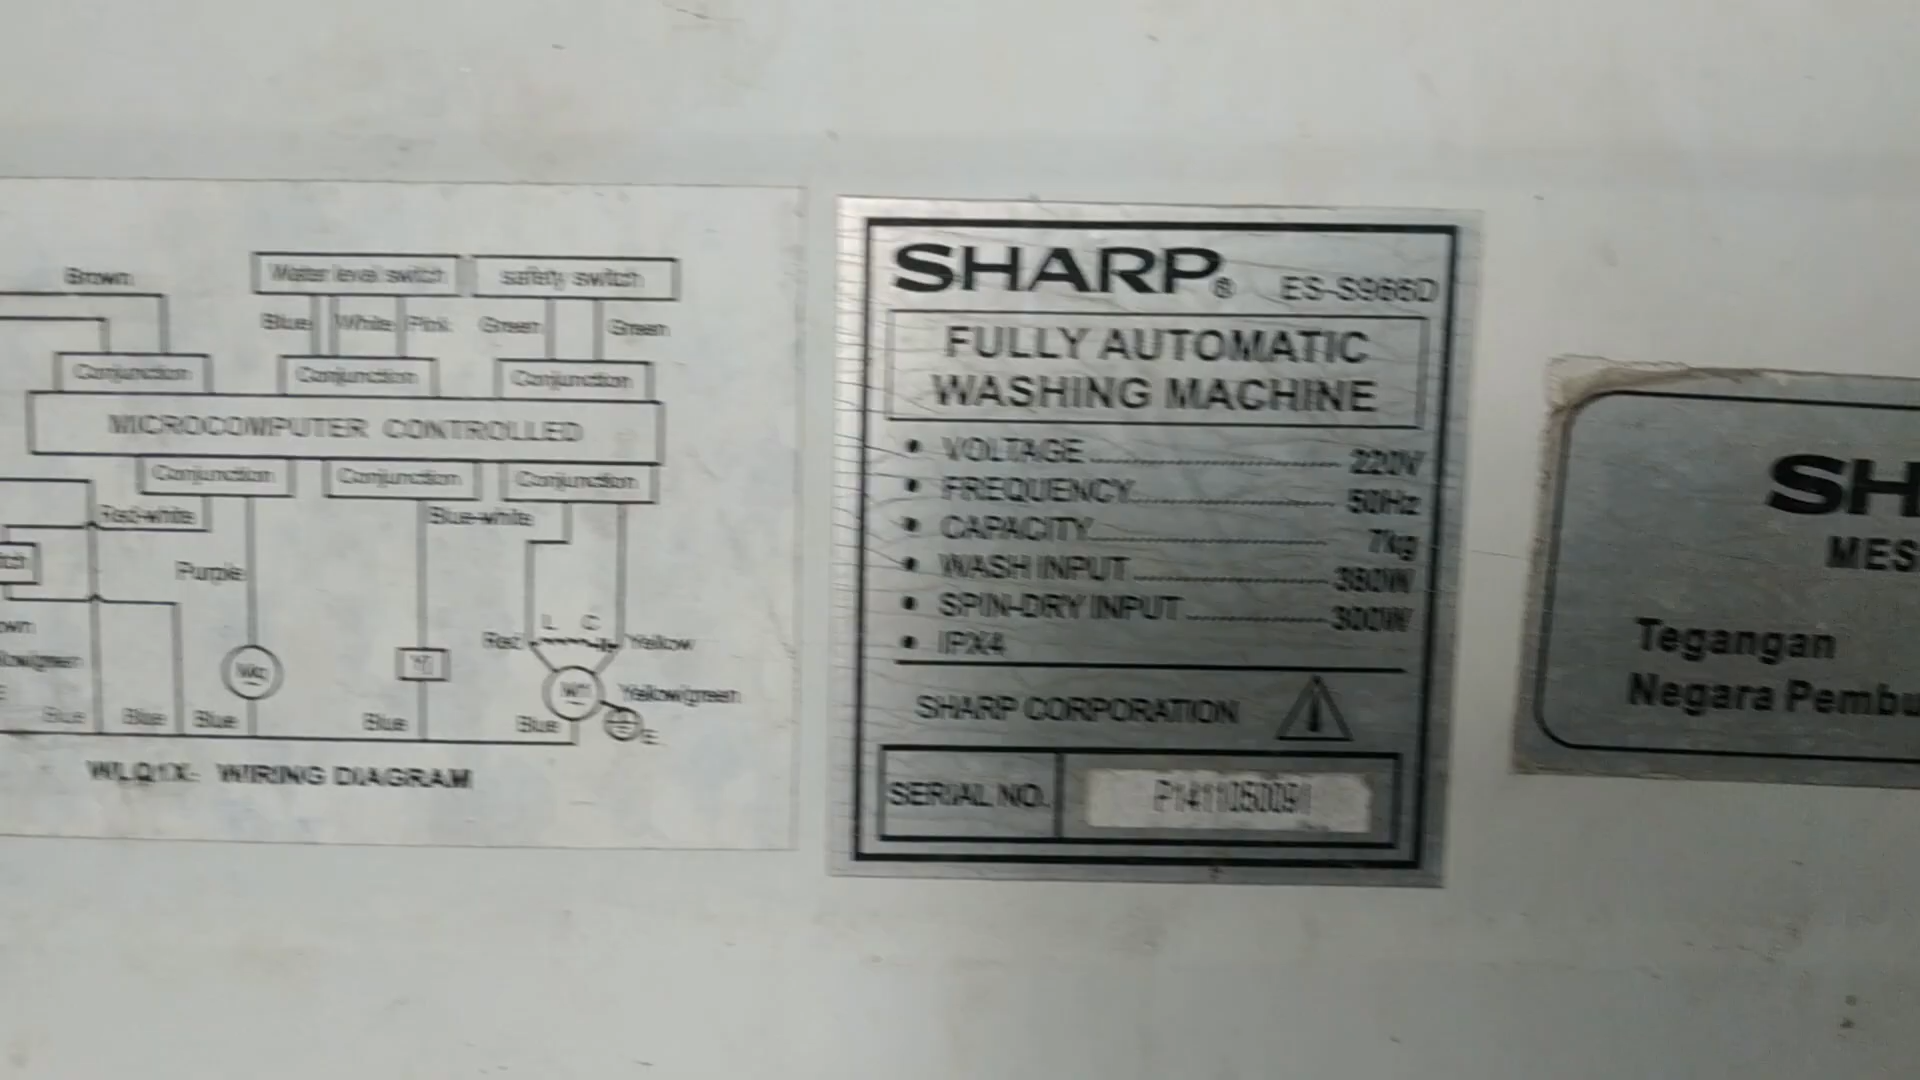 Brown
Water level switch
safety switch
Blue White Pink Green Green
Conjunction Conjunction Conjunction
MICROCOMPUTER CONTROLLED
Conjunction Conjunction Conjunction
Red-white
Blue-white
Purple
L C
Red Yellow
Yellow/green
Blue Blue Blue Blue Blue
E
WLQ1X- WIRING DIAGRAM
SHARP® ES-S966D
FULLY AUTOMATIC
WASHING MACHINE
• VOLTAGE 220V
• FREQUENCY 50Hz
• CAPACITY 7kg
• WASH INPUT 380W
• SPIN-DRY INPUT 300W
• IPX4
SHARP CORPORATION
SERIAL NO. P1411050091
SH
MES
Tegangan
Negara Pembu